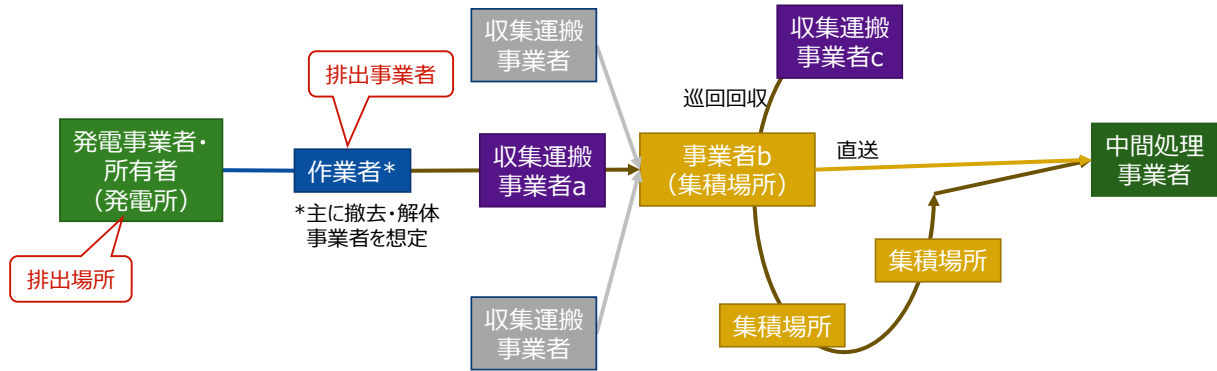 収集運搬
事業者
収集運搬
事業者c
排出事業者
巡回回収
発電事業者・
所有者
（発電所）
作業者*
収集運搬
事業者a
事業者b
（集積場所）
直送
中間処理
事業者
*主に撤去・解体
事業者を想定
排出場所
集積場所
収集運搬
事業者
集積場所